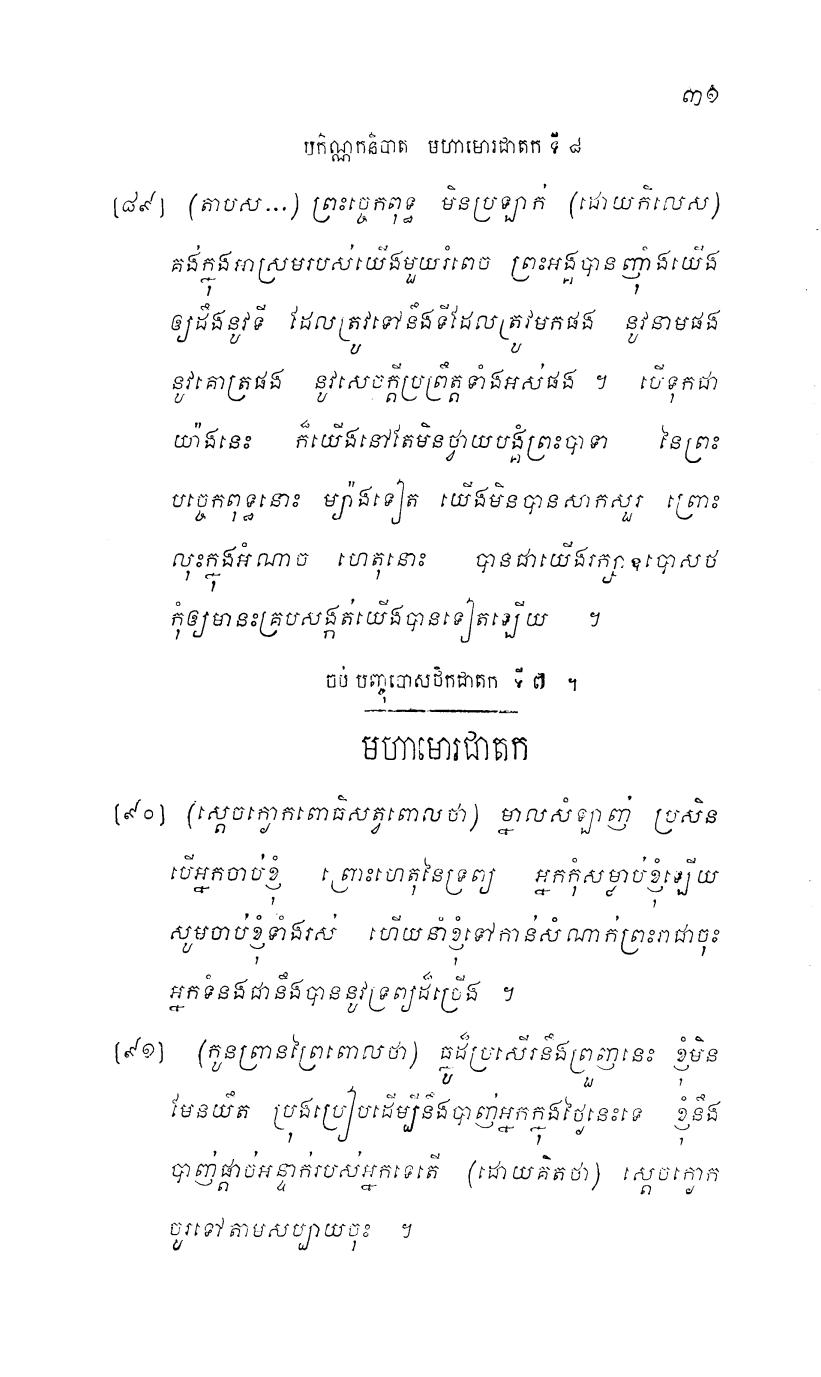 ៣១
បកិណ្ណកនិបាត មហាមោរជាតក ទី ៨
[៨៩] (តាបស...) ព្រះច្ចេកពុទ្ធ មិនប្រឡាក់ (ដោយកិលេស)
គង់ក្នុងអាស្រមរបស់យើងមួយរំពេច ព្រះអង្គបានញ៉ាំងយើង
ឲ្យដឹងនូវទី ដែលត្រូវទៅនឹងទីដែលត្រូវមកផង នូវនាមផង
នូវគោត្រផង នូវសេចក្តីប្រព្រឹត្តទាំងអស់ផង ។ បើទុកជា
យ៉ាងនេះ ក៏យើងនៅតែមិនថ្វាយបង្គំព្រះបាទា នៃព្រះ
បច្ចេកពុទ្ធនោះ ម្យ៉ាងទៀត យើងមិនបានសាកសួរ ព្រោះ
លុះក្នុងអំណាច ហេតុនោះ បានជាយើងរក្សាឧបោសថ
កុំឲ្យមានះគ្របសង្កត់យើងបានទៀតឡើយ ។
ចប់ បញ្ចុបោសថិកជាតក ទី ៧ ។
មហាមោរជាតក
[៩០] (ស្តេចក្ងោកពោធិសត្វពោលថា) ម្នាលសំឡាញ់ ប្រសិន
បើអ្នកចាប់ខ្ញុំ ព្រោះហេតុនៃទ្រព្យ អ្នកកុំសម្លាប់ខ្ញុំឡើយ
សូមចាប់ខ្ញុំទាំងរស់ ហើយនាំខ្ញុំទៅកាន់សំណាក់ព្រះរាជាចុះ
អ្នកទំនងជានឹងបាននូវទ្រព្យដ៏ច្រើង ។
[៩១] (កូនព្រានព្រៃពោលថា) ធ្នូដ៏ប្រសើរនឹងព្រួញនេះ ខ្ញុំមិន
មែនយឹត ប្រុងប្រៀបដើម្បីនឹងបាញ់អ្នកក្នុងថ្ងៃនេះទេ ខ្ញុំនឹង
បាញ់ផ្តាច់អន្ទាក់របស់អ្នកទេតើ (ដោយគិតថា) ស្តេចក្ងោក
ចូរទៅតាមសប្បាយចុះ ។